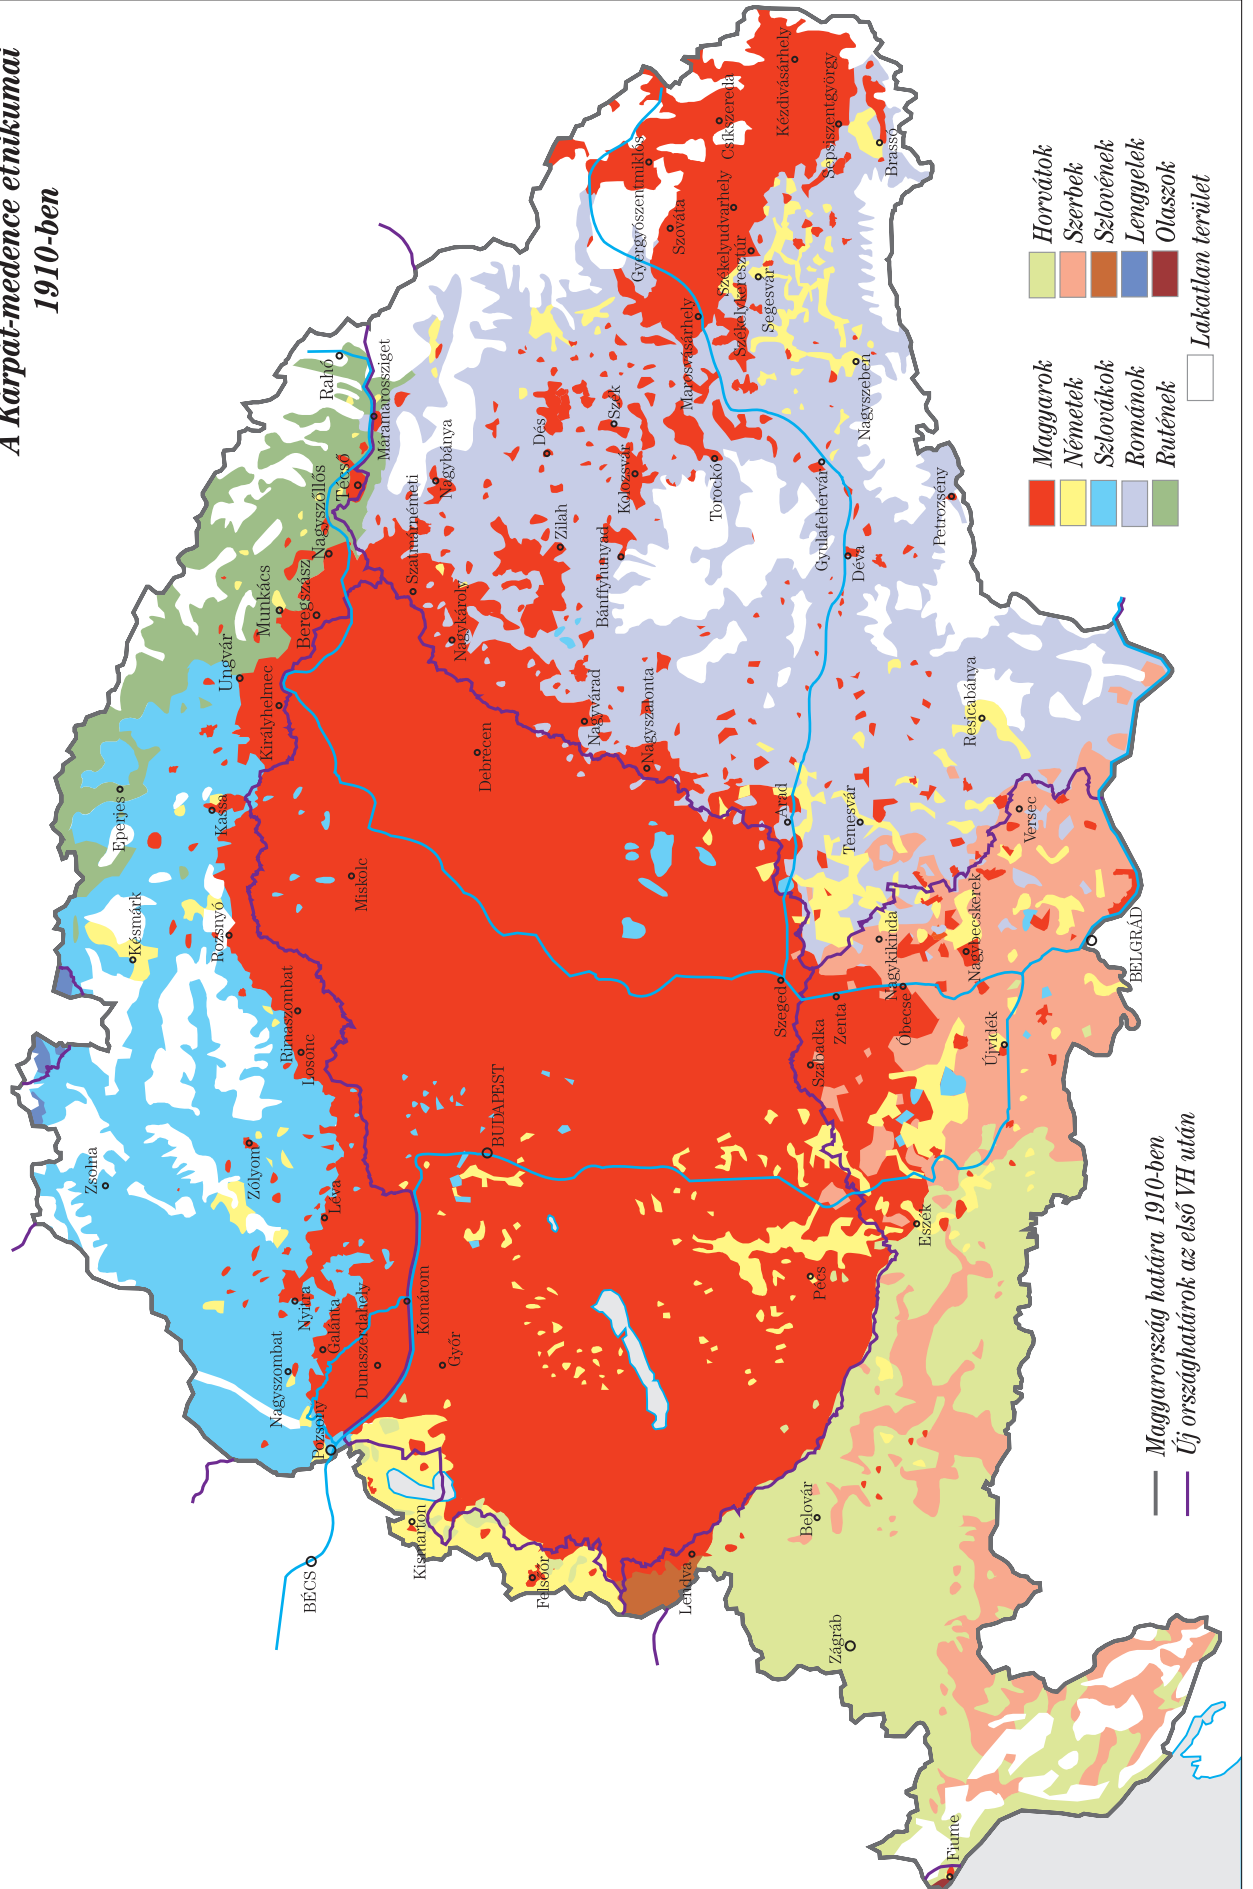 A Kárpát-medence etnikumai
1910-ben
Zsolna
Késmárk
Eperjes
Zólyom
Rozsnyó
Kassa
Ungvár
Munkács
Rahó
Nagyszombat
Nyitra
Léva
Losonc
Rimaszombat
Királyhelmec
Beregszász
Nagyszőllős
Técső
Máramarossziget
BÉCS
Pozsony
Galánta
Dunaszerdahely
Komárom
Győr
Miskolc
Kismarton
BUDAPEST
Debrecen
Nagykároly
Szatmárnémeti
Nagybánya
Felsőőr
Lendva
Nagyvárad
Nagyszalonta
Zilah
Dés
Bánffyhunyad
Kolozsvár
Szék
Torockó
Marosvásárhely
Gyergyószentmiklós
Szováta
Székelyudvarhely
Székelykeresztúr
Segesvár
Csíkszereda
Kézdivásárhely
Sepsiszentgyörgy
Brassó
Pécs
Szeged
Szabadka
Zenta
Arad
Temesvár
Gyulafehérvár
Déva
Nagyszeben
Petrozsény
Resicabánya
Zágráb
Belovár
Eszék
Óbecse
Nagykikinda
Nagybecskerek
Versec
Újvidék
BELGRÁD
Fiume
Magyarország határa 1910-ben
Új országhatárok az első VH után
Magyarok
Németek
Szlovákok
Románok
Rutének
Horvátok
Szerbek
Szlovének
Lengyelek
Olaszok
Lakatlan terület